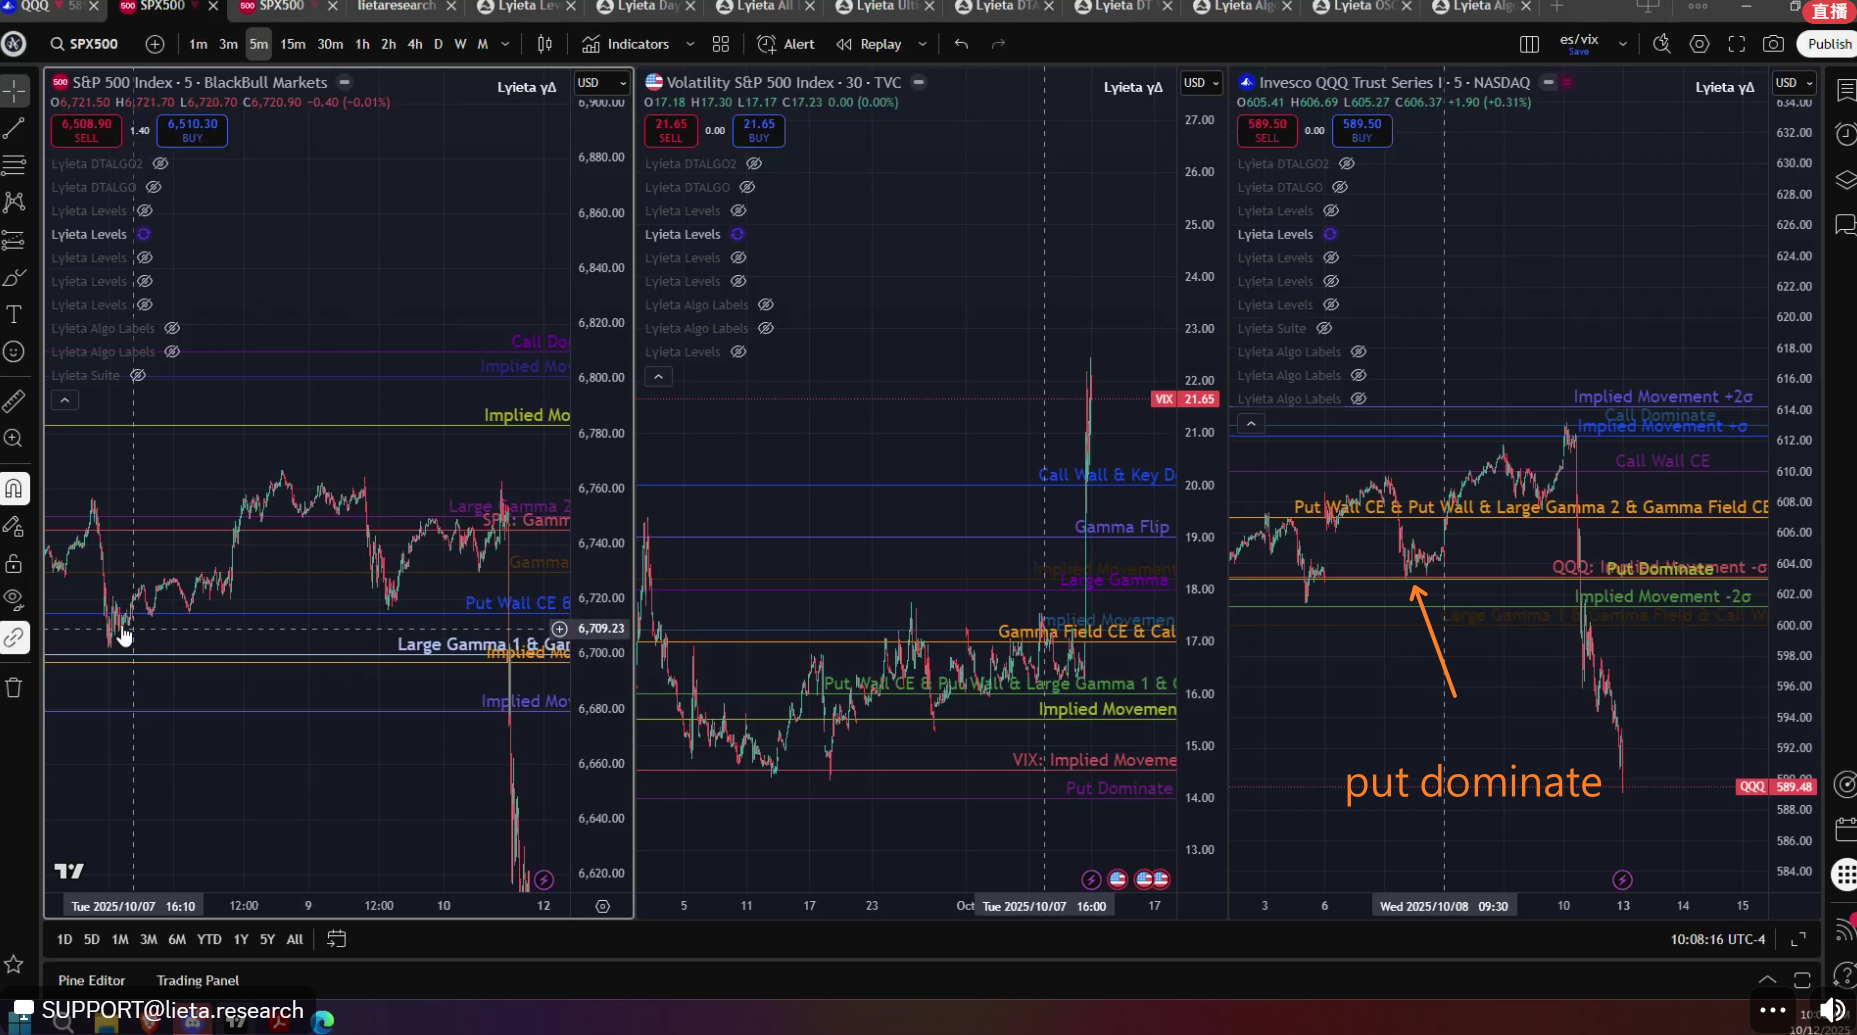 QQQ
SPX500
SPX500
lietaresearch
Lyieta Lev
Lyieta Day
Lyieta All
Lyieta Ulti
Lyieta DTA
Lyieta DT
Lyieta Alg
Lyieta OSC
Lyieta Alg
直播
SPX500
1m 3m 5m 15m 30m 1h 2h 4h D W M
Indicators
Alert
Replay
es/vix
Save
Publish
S&P 500 Index · 5 · BlackBull Markets
Lyieta γΔ
USD
O6,721.50 H6,721.70 L6,720.70 C6,720.90 −0.40 (−0.01%)
6,508.90
SELL
1.40
6,510.30
BUY
Lyieta DTALGO2
Lyieta DTALGO
Lyieta Levels
Lyieta Levels
Lyieta Levels
Lyieta Levels
Lyieta Levels
Lyieta Algo Labels
Lyieta Algo Labels
Lyieta Suite
Call Do
Implied Mov
Implied Mo
Large Gamma 2
SPX: Gamm
Gamma
Put Wall CE &
Large Gamma 1 & Gam
Implied Mo
Implied Mov
6,900.00
6,880.00
6,860.00
6,840.00
6,820.00
6,800.00
6,780.00
6,760.00
6,740.00
6,720.00
6,709.23
6,700.00
6,680.00
6,660.00
6,640.00
6,620.00
Tue 2025/10/07 16:10
12:00 9 12:00 10 12
Volatility S&P 500 Index · 30 · TVC
Lyieta γΔ
USD
O17.18 H17.30 L17.17 C17.23 0.00 (0.00%)
21.65
SELL
0.00
21.65
BUY
Lyieta DTALGO2
Lyieta DTALGO
Lyieta Levels
Lyieta Levels
Lyieta Levels
Lyieta Levels
Lyieta Algo Labels
Lyieta Algo Labels
Lyieta Levels
VIX 21.65
Call Wall & Key D
Gamma Flip
Implied Movemen
Large Gamma
Implied Movemen
Gamma Field CE & Cal
Put Wall CE & Put Wall & Large Gamma 1 & G
Implied Movemen
VIX: Implied Moveme
Put Dominate
27.00
26.00
25.00
24.00
23.00
22.00
21.00
20.00
19.00
18.00
17.00
16.00
15.00
14.00
13.00
5 11 17 23 Oct
Tue 2025/10/07 16:00
17
Invesco QQQ Trust Series I · 5 · NASDAQ
Lyieta γΔ
USD
O605.41 H606.69 L605.27 C606.37 +1.90 (+0.31%)
589.50
SELL
0.00
589.50
BUY
Lyieta DTALGO2
Lyieta DTALGO
Lyieta Levels
Lyieta Levels
Lyieta Levels
Lyieta Levels
Lyieta Levels
Lyieta Suite
Lyieta Algo Labels
Lyieta Algo Labels
Lyieta Algo Labels
Implied Movement +2σ
Call Dominate
Implied Movement +σ
Call Wall CE
Put Wall CE & Put Wall & Large Gamma 2 & Gamma Field CE
QQQ: Implied Movement -σ
Put Dominate
Implied Movement -2σ
Large Gamma 1 & Gamma Field & Call W
put dominate
634.00
632.00
630.00
628.00
626.00
624.00
622.00
620.00
618.00
616.00
614.00
612.00
610.00
608.00
606.00
604.00
602.00
600.00
598.00
596.00
594.00
592.00
590.00
QQQ 589.48
588.00
586.00
584.00
3 6
Wed 2025/10/08 09:30
10 13 14 15
1D 5D 1M 3M 6M YTD 1Y 5Y All
10:08:16 UTC-4
Pine Editor
Trading Panel
SUPPORT@lieta.research